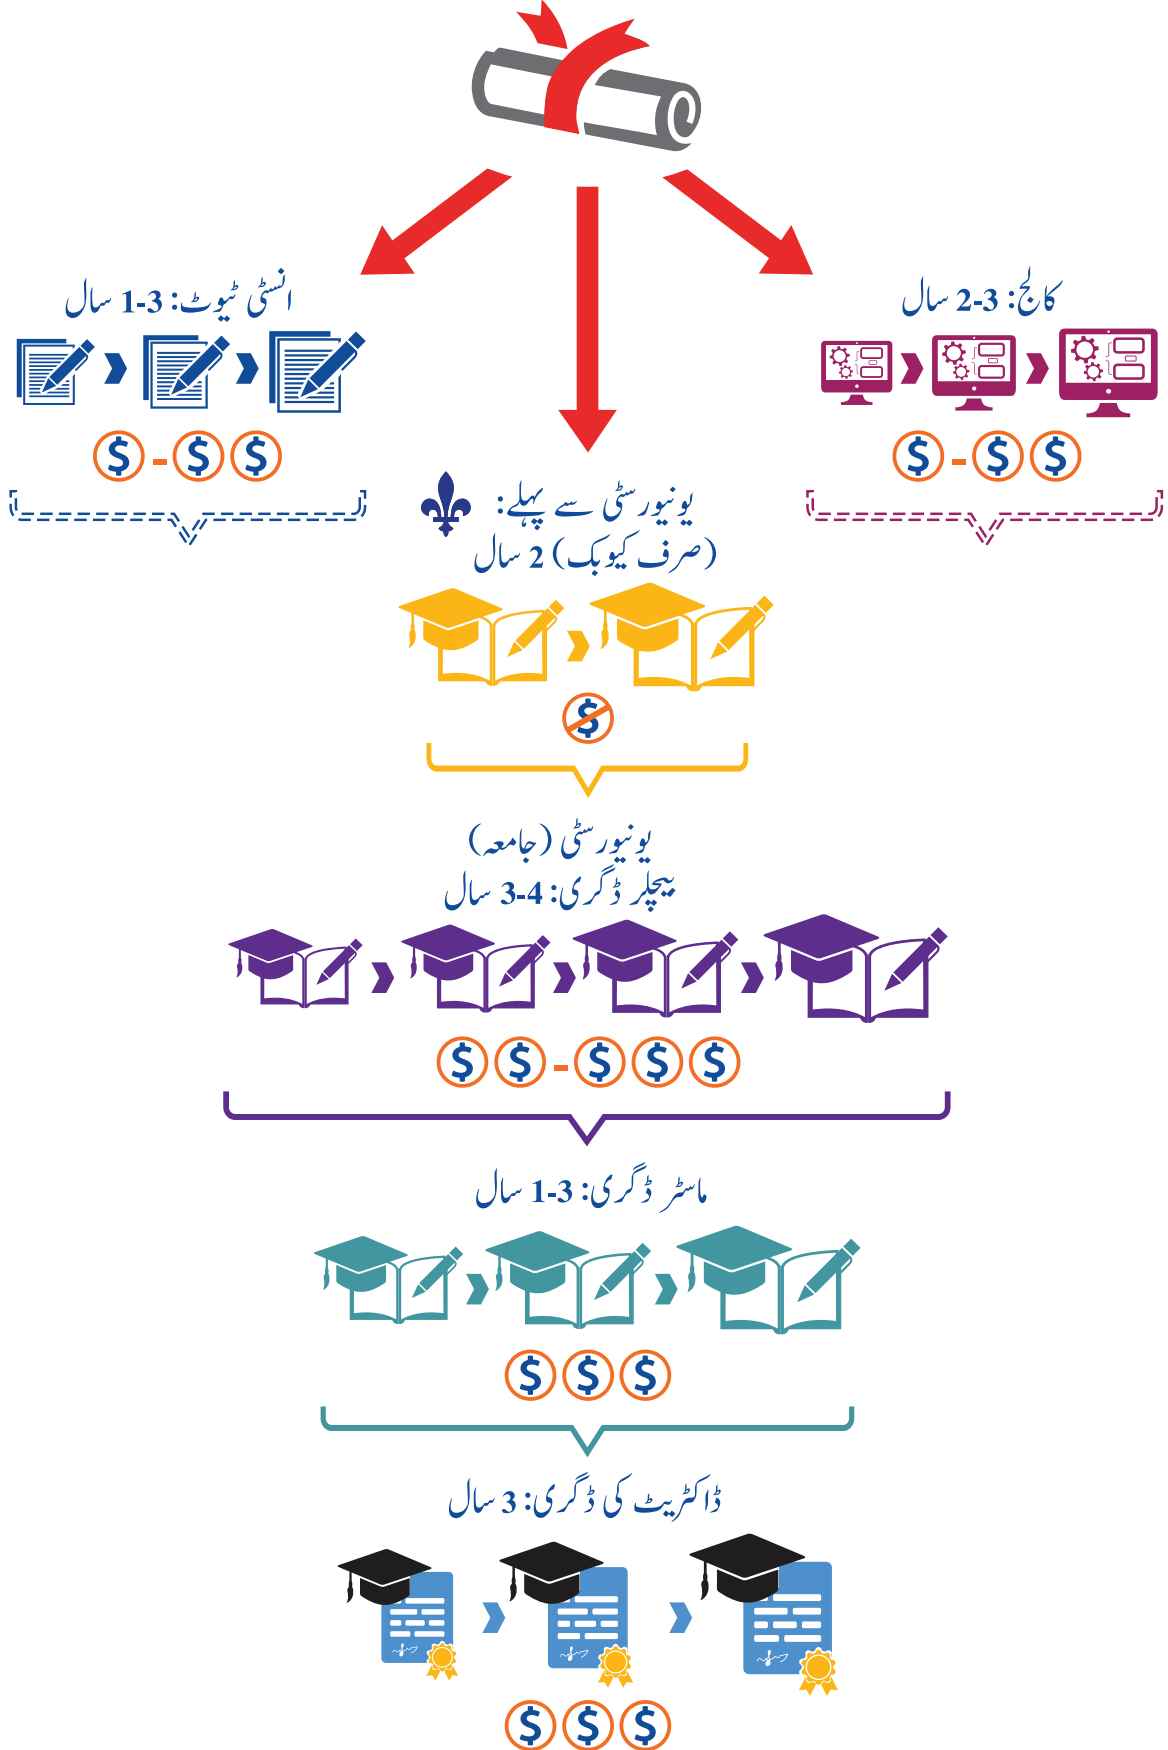 کالج: 3-2 سال
انسٹی ٹیوٹ: 3-1 سال
یونیورسٹی سے پہلے:
(صرف کیوبک) 2 سال
یونیورسٹی (جامعہ)
بیچلر ڈگری: 4-3 سال
ماسٹر ڈگری: 3-1 سال
ڈاکٹریٹ کی ڈگری: 3 سال